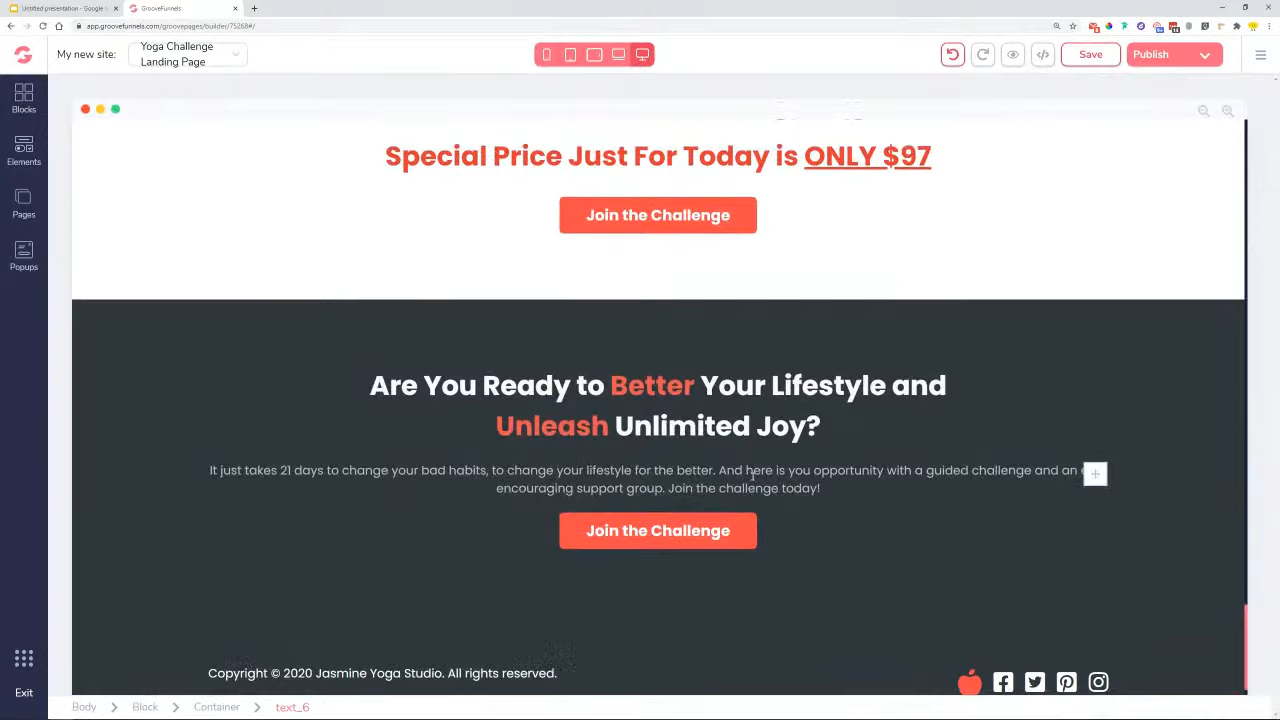 Untitled presentation - Google S
GrooveFunnels
app.groovefunnels.com/groovepages/builder/75268#/
My new site:
Yoga Challenge
Landing Page
Save
Publish
Blocks
Elements
Pages
Popups
Exit
Special Price Just For Today is ONLY $97
Join the Challenge
Are You Ready to Better Your Lifestyle and
Unleash Unlimited Joy?
It just takes 21 days to change your bad habits, to change your lifestyle for the better. And here is you opportunity with a guided challenge and an
encouraging support group. Join the challenge today!
Join the Challenge
Copyright © 2020 Jasmine Yoga Studio. All rights reserved.
Body
Block
Container
text_6